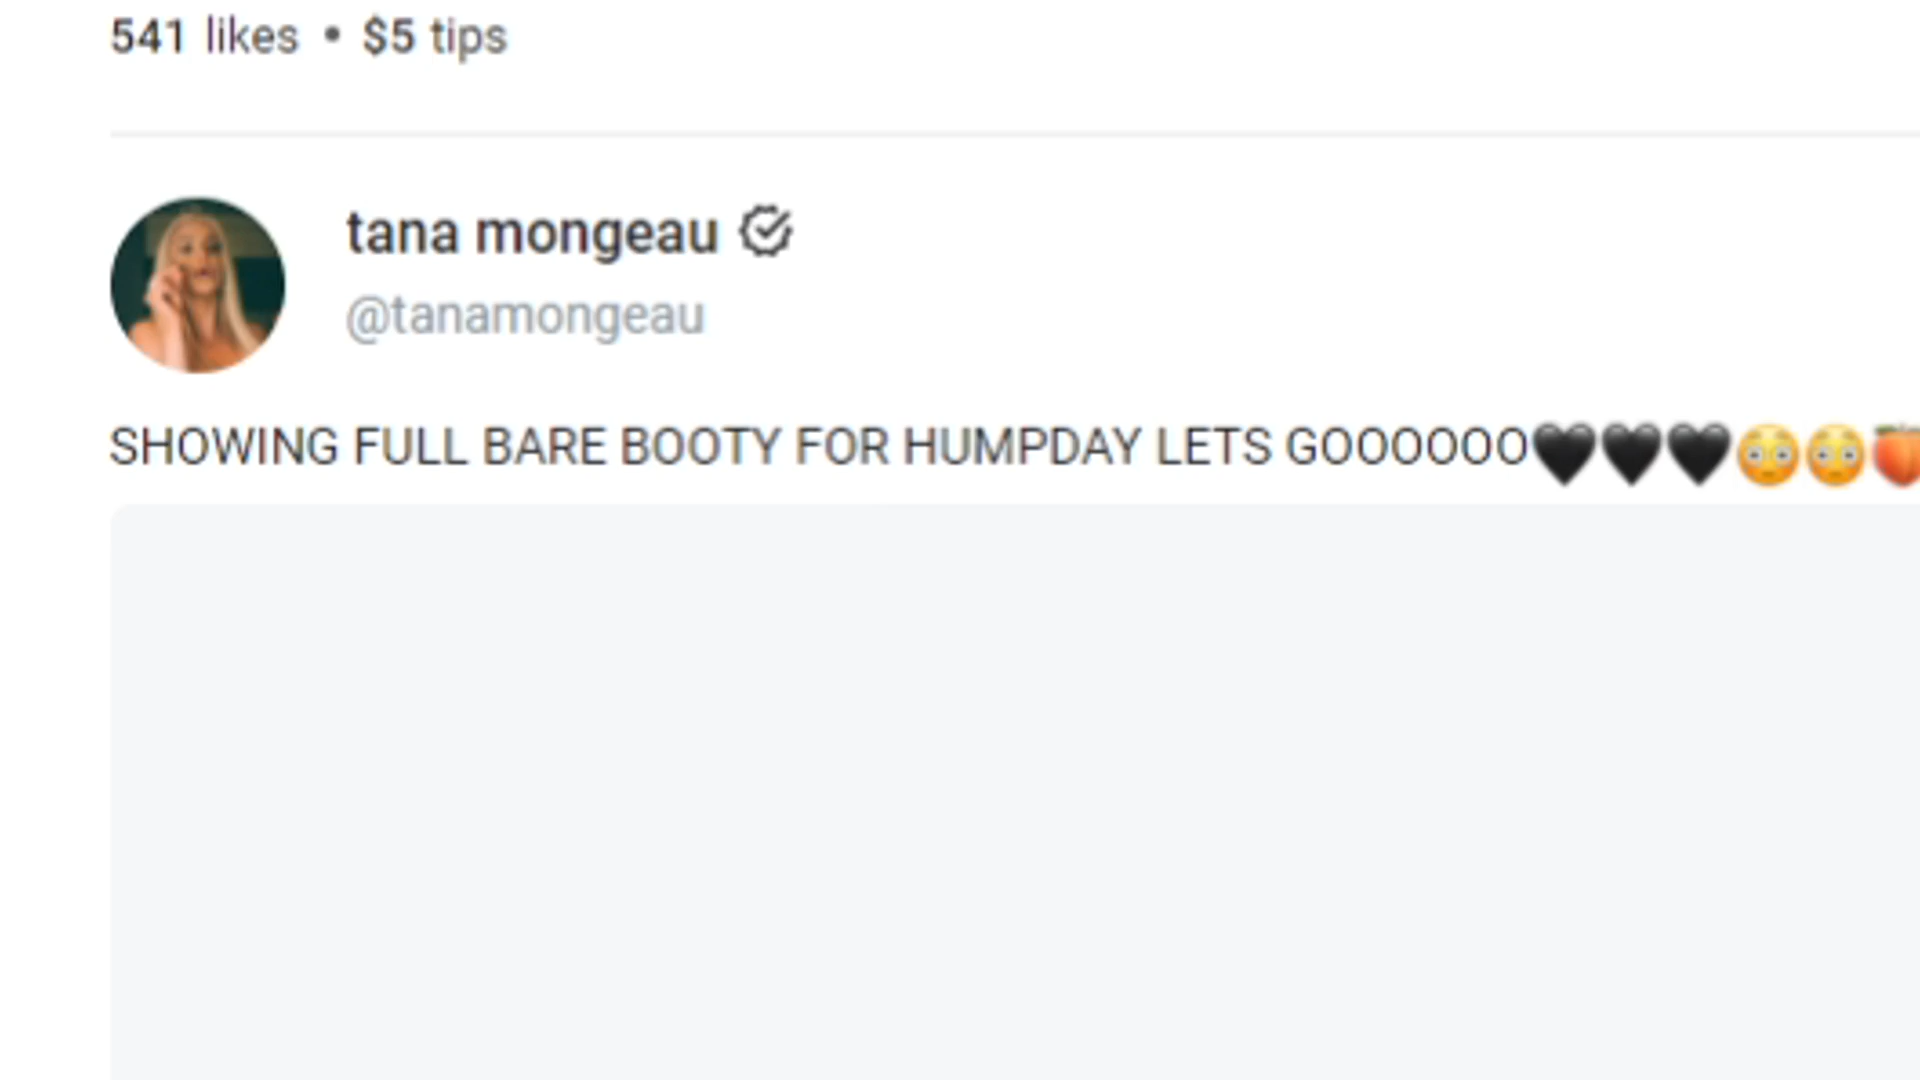 541 likes • $5 tips
tana mongeau
@tanamongeau
SHOWING FULL BARE BOOTY FOR HUMPDAY LETS GOOOOOO🖤🖤🖤😳😳🍑